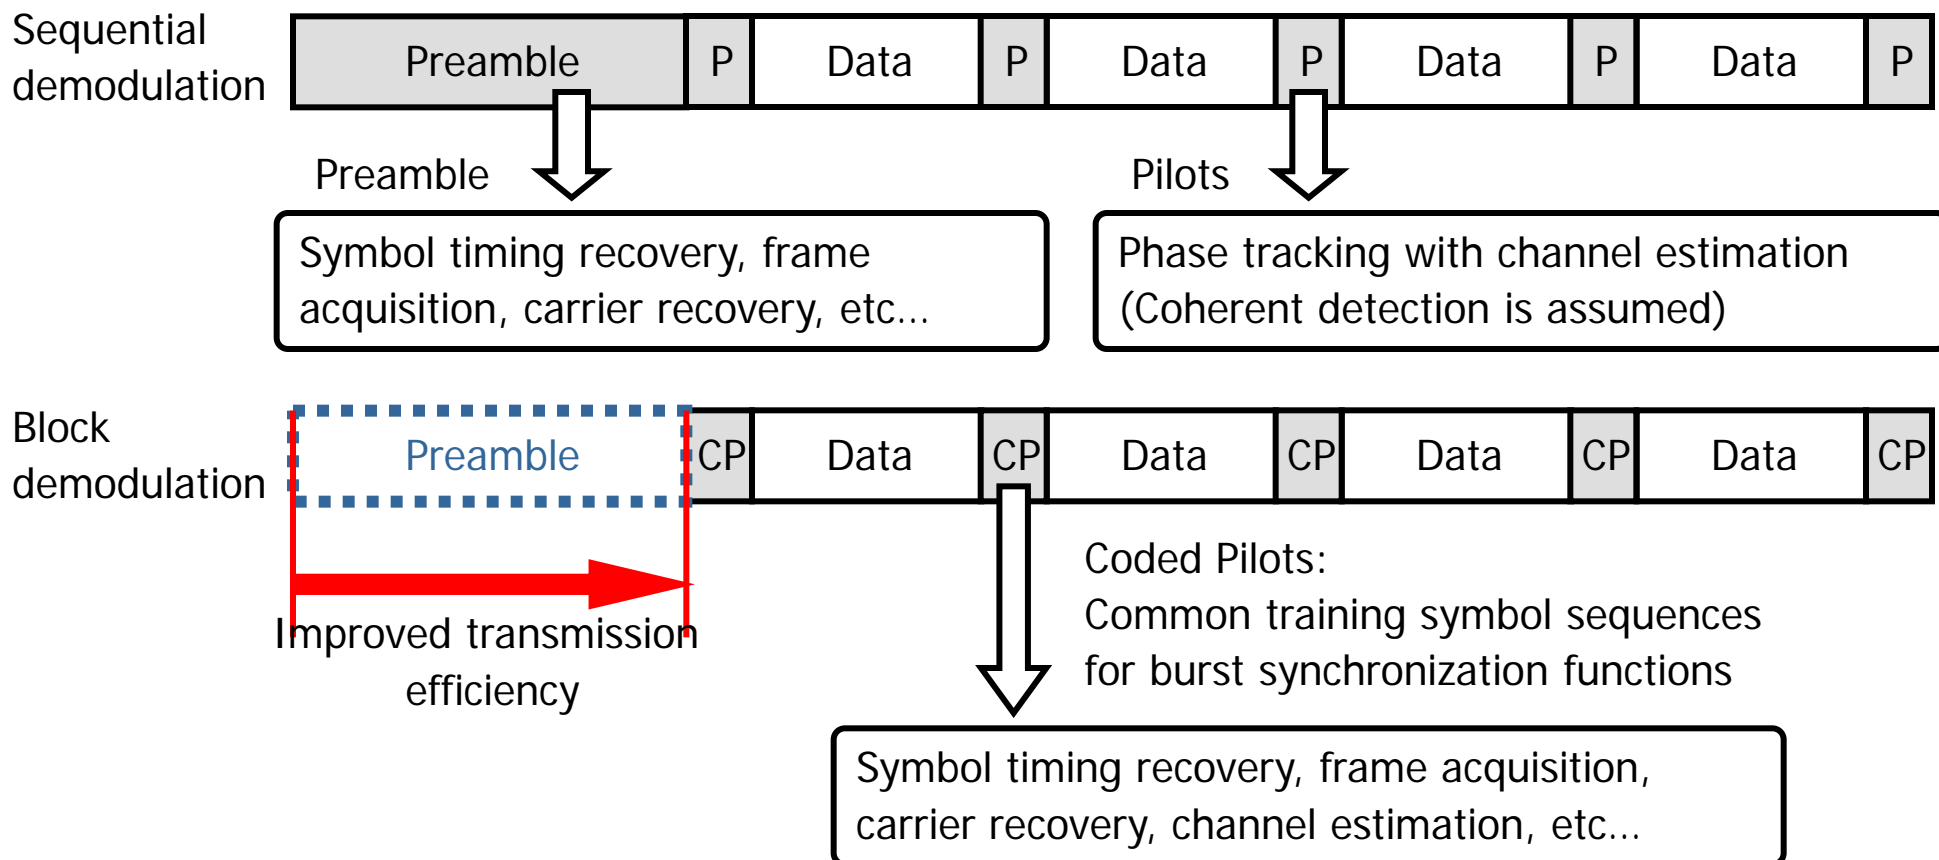 Sequential
demodulation
Preamble P Data P Data P Data P Data P
Preamble
Pilots
Symbol timing recovery, frame
acquisition, carrier recovery, etc...
Phase tracking with channel estimation
(Coherent detection is assumed)
Block
demodulation
Preamble CP Data CP Data CP Data CP Data CP
Improved transmission
efficiency
Coded Pilots:
Common training symbol sequences
for burst synchronization functions
Symbol timing recovery, frame acquisition,
carrier recovery, channel estimation, etc...